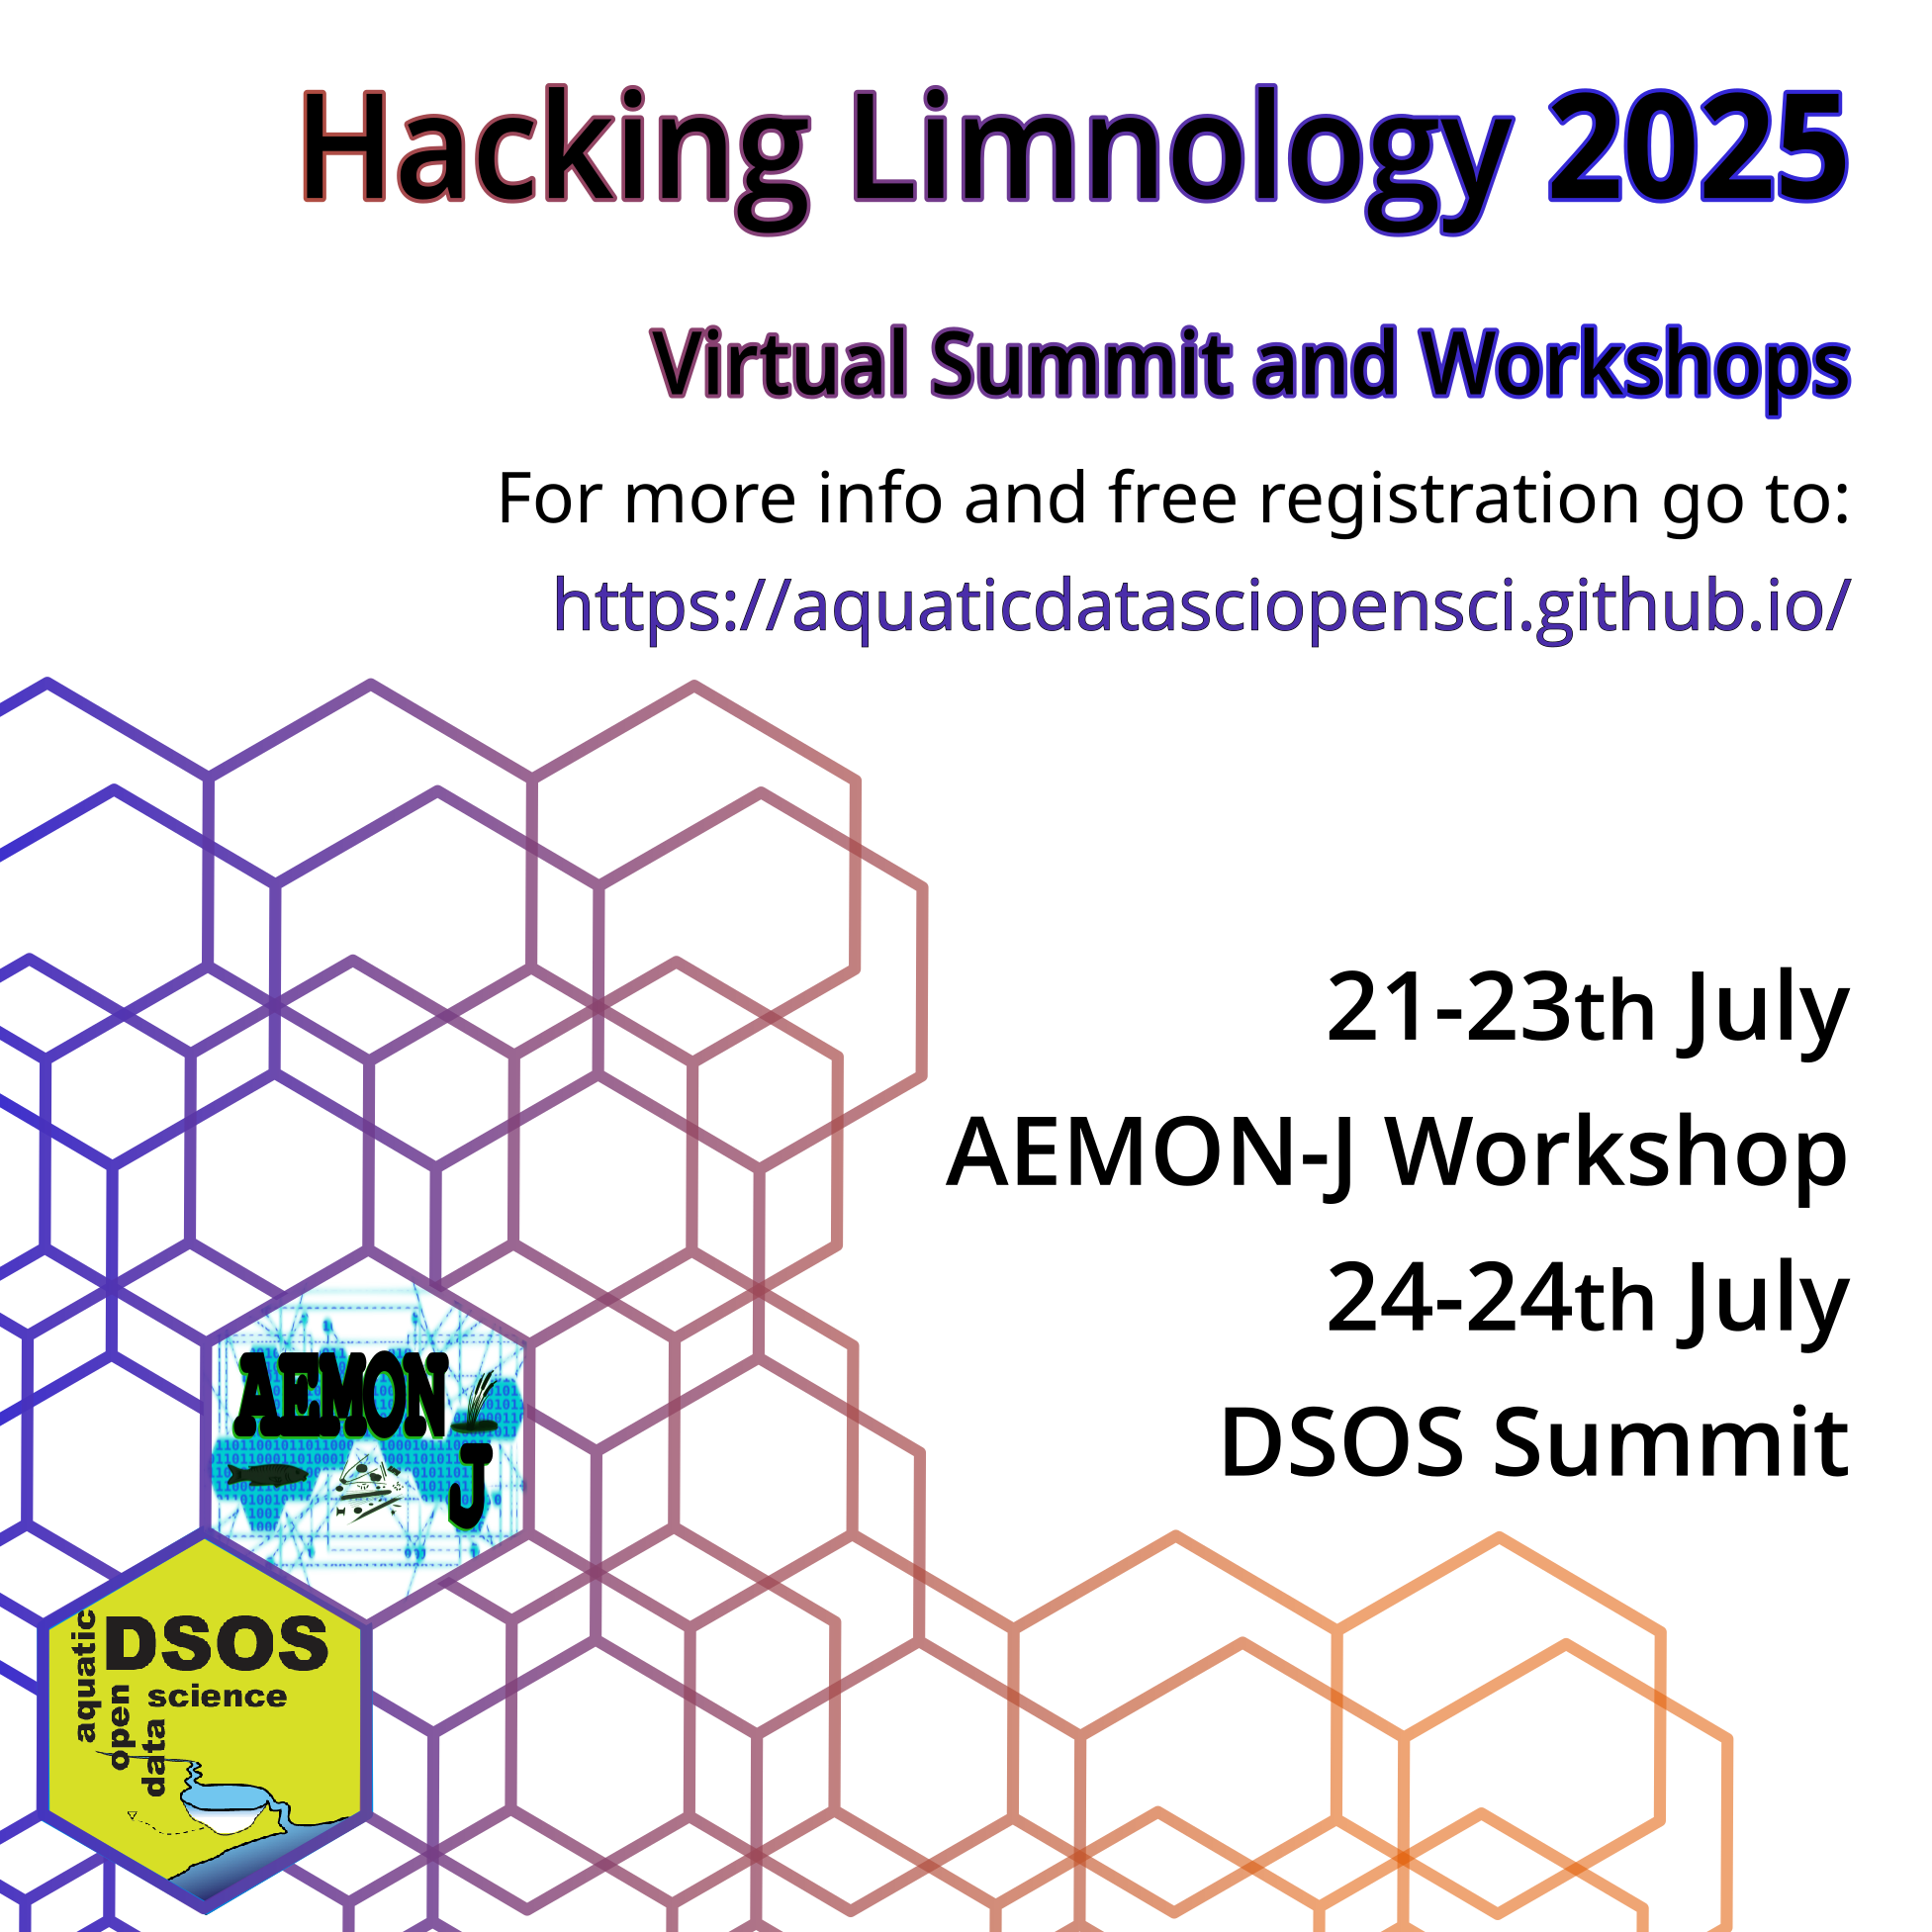 Hacking Limnology 2025
Virtual Summit and Workshops
For more info and free registration go to:
https://aquaticdatasciopensci.github.io/
21-23th July
AEMON-J Workshop
24-24th July
DSOS Summit
AEMON
J
DSOS
aquatic
open
data
science